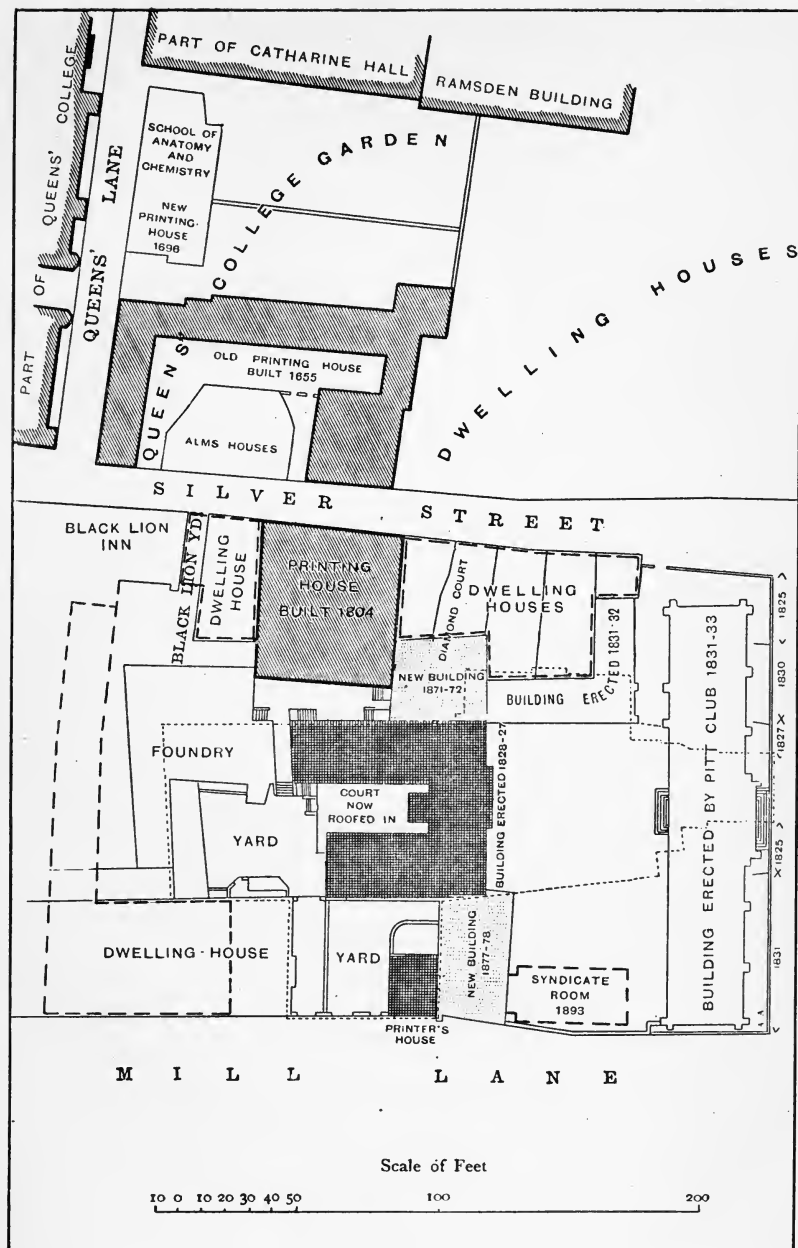 PART OF CATHARINE HALL
RAMSDEN BUILDING
PART OF QUEENS' COLLEGE
QUEENS' LANE
SCHOOL OF
ANATOMY
AND
CHEMISTRY
NEW
PRINTING-
HOUSE
1696
QUEENS' COLLEGE GARDEN
DWELLING HOUSES
OLD PRINTING HOUSE
BUILT 1655
ALMS HOUSES
SILVER STREET
BLACK LION
INN
BLACK LION YD
DWELLING
HOUSE
PRINTING
HOUSE
BUILT 1804
DIAMOND COURT
DWELLING
HOUSES
NEW BUILDING
1871-72
BUILDING ERECTED 1831-32
BUILDING ERECTED BY PITT CLUB 1831-33
1825
1830
1827
1825
1831
FOUNDRY
COURT
NOW
ROOFED IN
YARD
BUILDING ERECTED 1828-27
DWELLING-HOUSE
YARD
NEW BUILDING
1877-78
SYNDICATE
ROOM
1893
PRINTER'S
HOUSE
MILL LANE
Scale of Feet
10 0 10 20 30 40 50 100 200